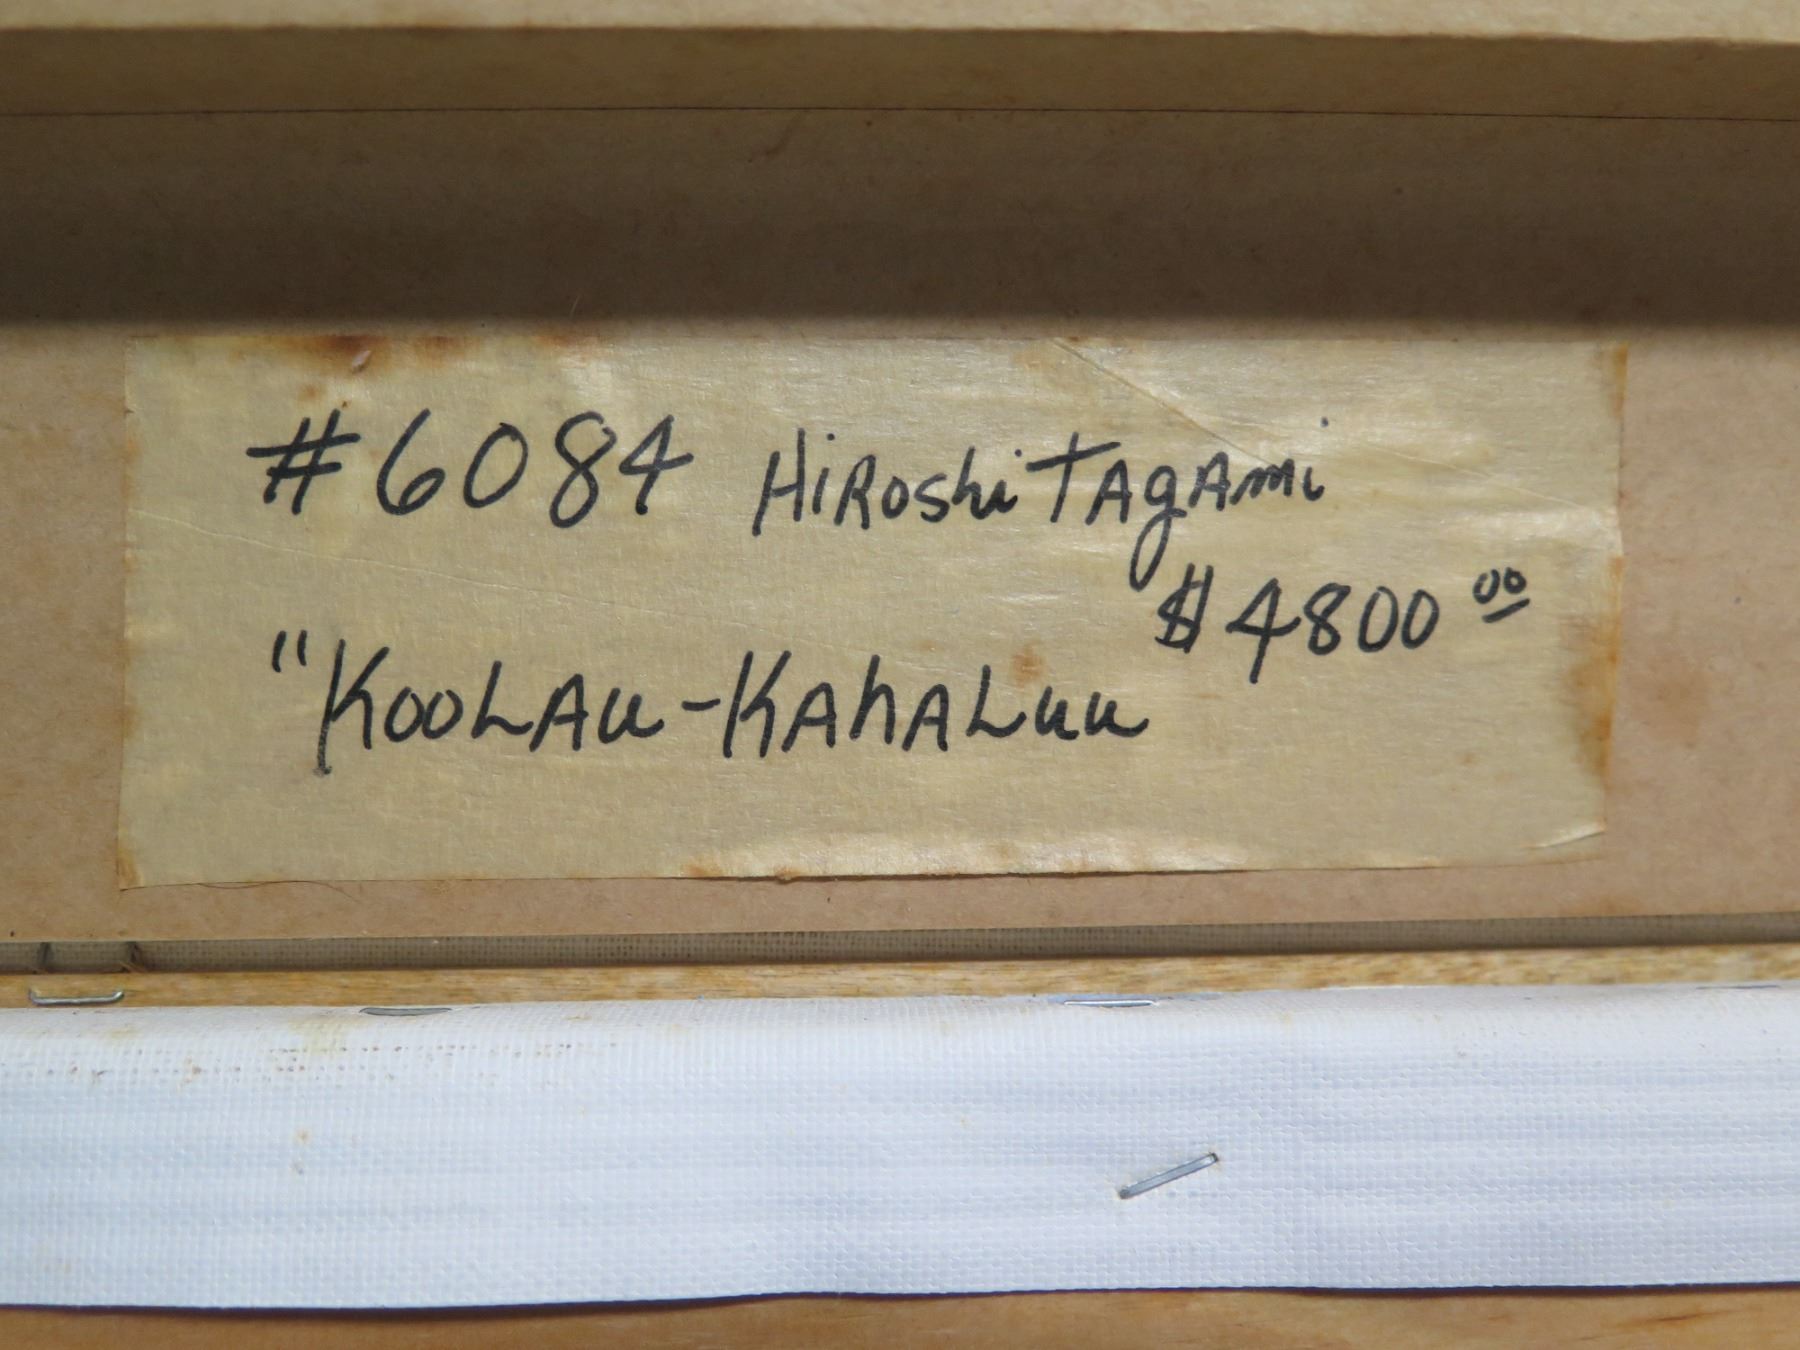 #6084 HiRoshi TAgAmi
$4800 00
"KooLAu-KAhALuu